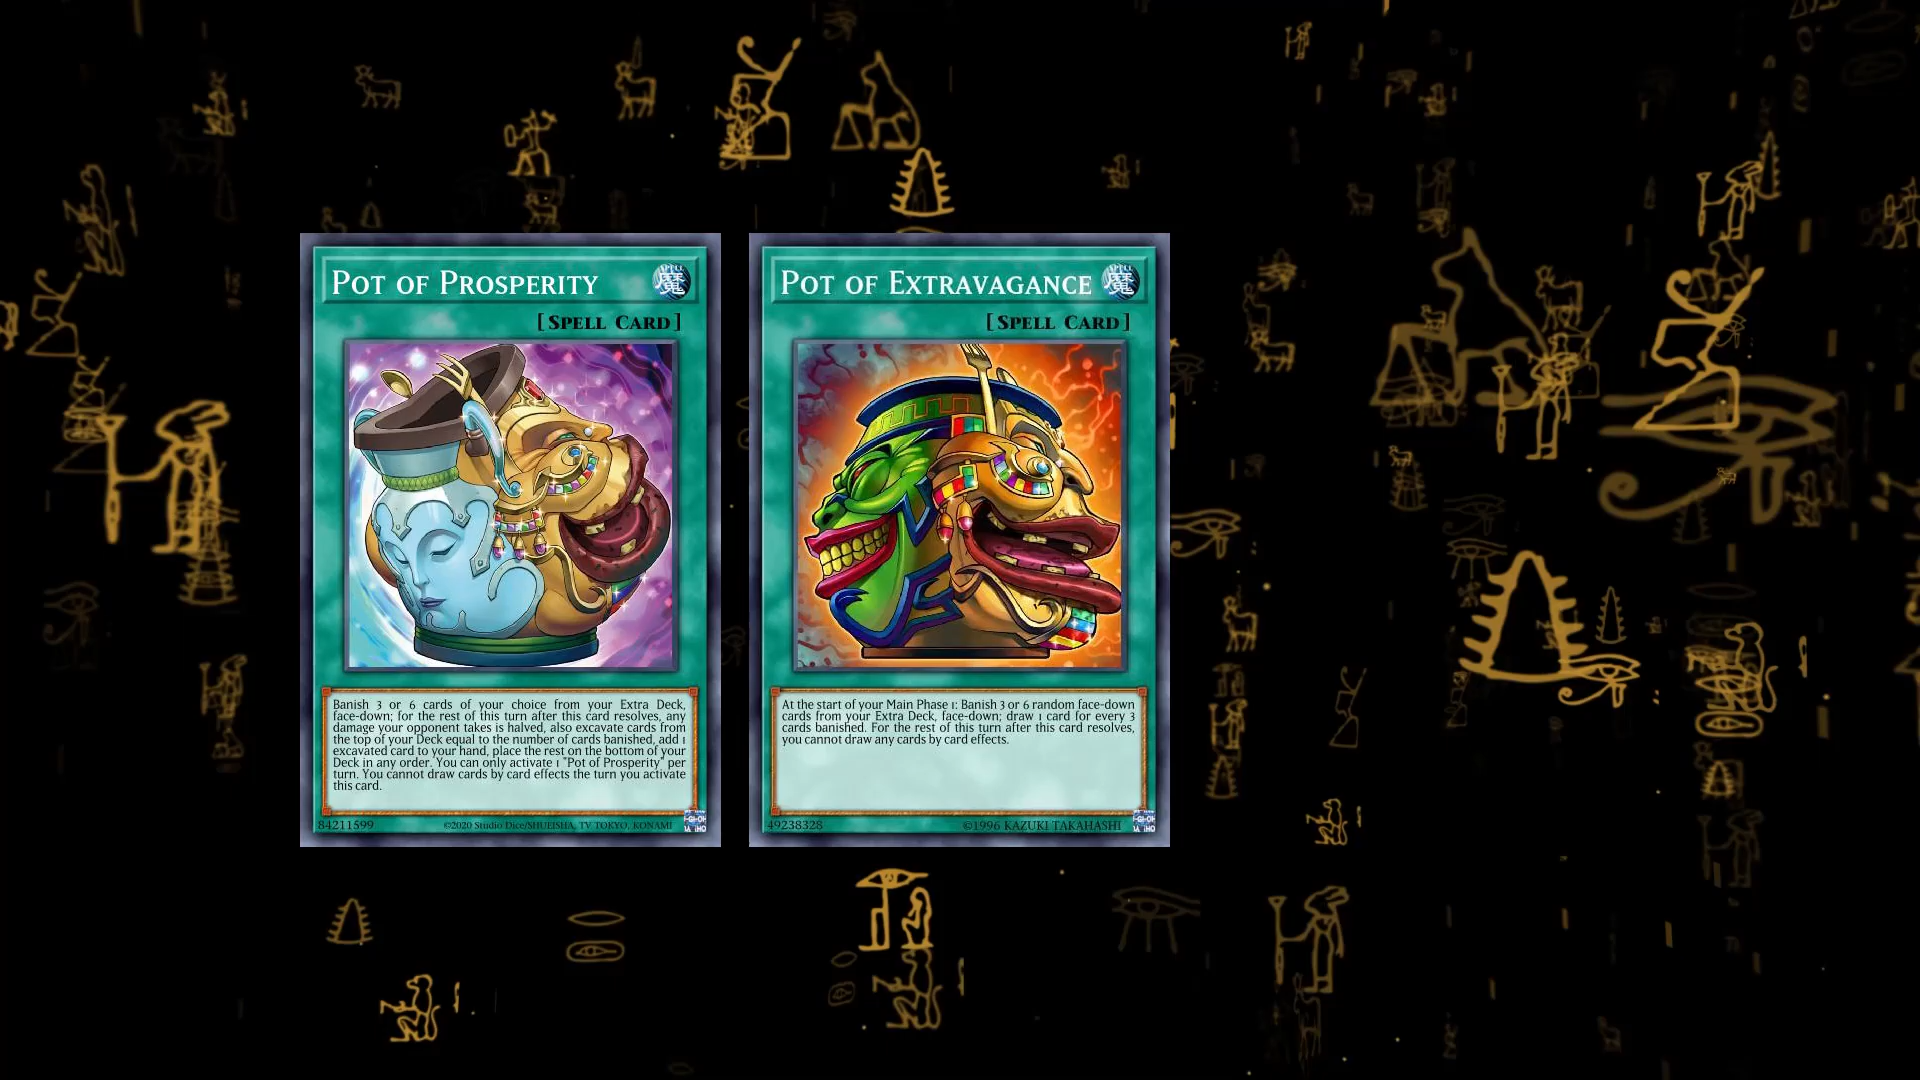 POT OF PROSPERITY
魔
[SPELL CARD]
Banish 3 or 6 cards of your choice from your Extra Deck,
face-down; for the rest of this turn after this card resolves, any
damage your opponent takes is halved, also excavate cards from
the top of your Deck equal to the number of cards banished, add 1
excavated card to your hand, place the rest on the bottom of your
Deck in any order. You can only activate 1 "Pot of Prosperity" per
turn. You cannot draw cards by card effects the turn you activate
this card.
84211599 ©2020 Studio Dice/SHUEISHA, TV TOKYO, KONAMI
POT OF EXTRAVAGANCE
魔
[SPELL CARD]
At the start of your Main Phase 1: Banish 3 or 6 random face-down
cards from your Extra Deck, face-down; draw 1 card for every 3
cards banished. For the rest of this turn after this card resolves,
you cannot draw any cards by card effects.
49238328 ©1996 KAZUKI TAKAHASHI